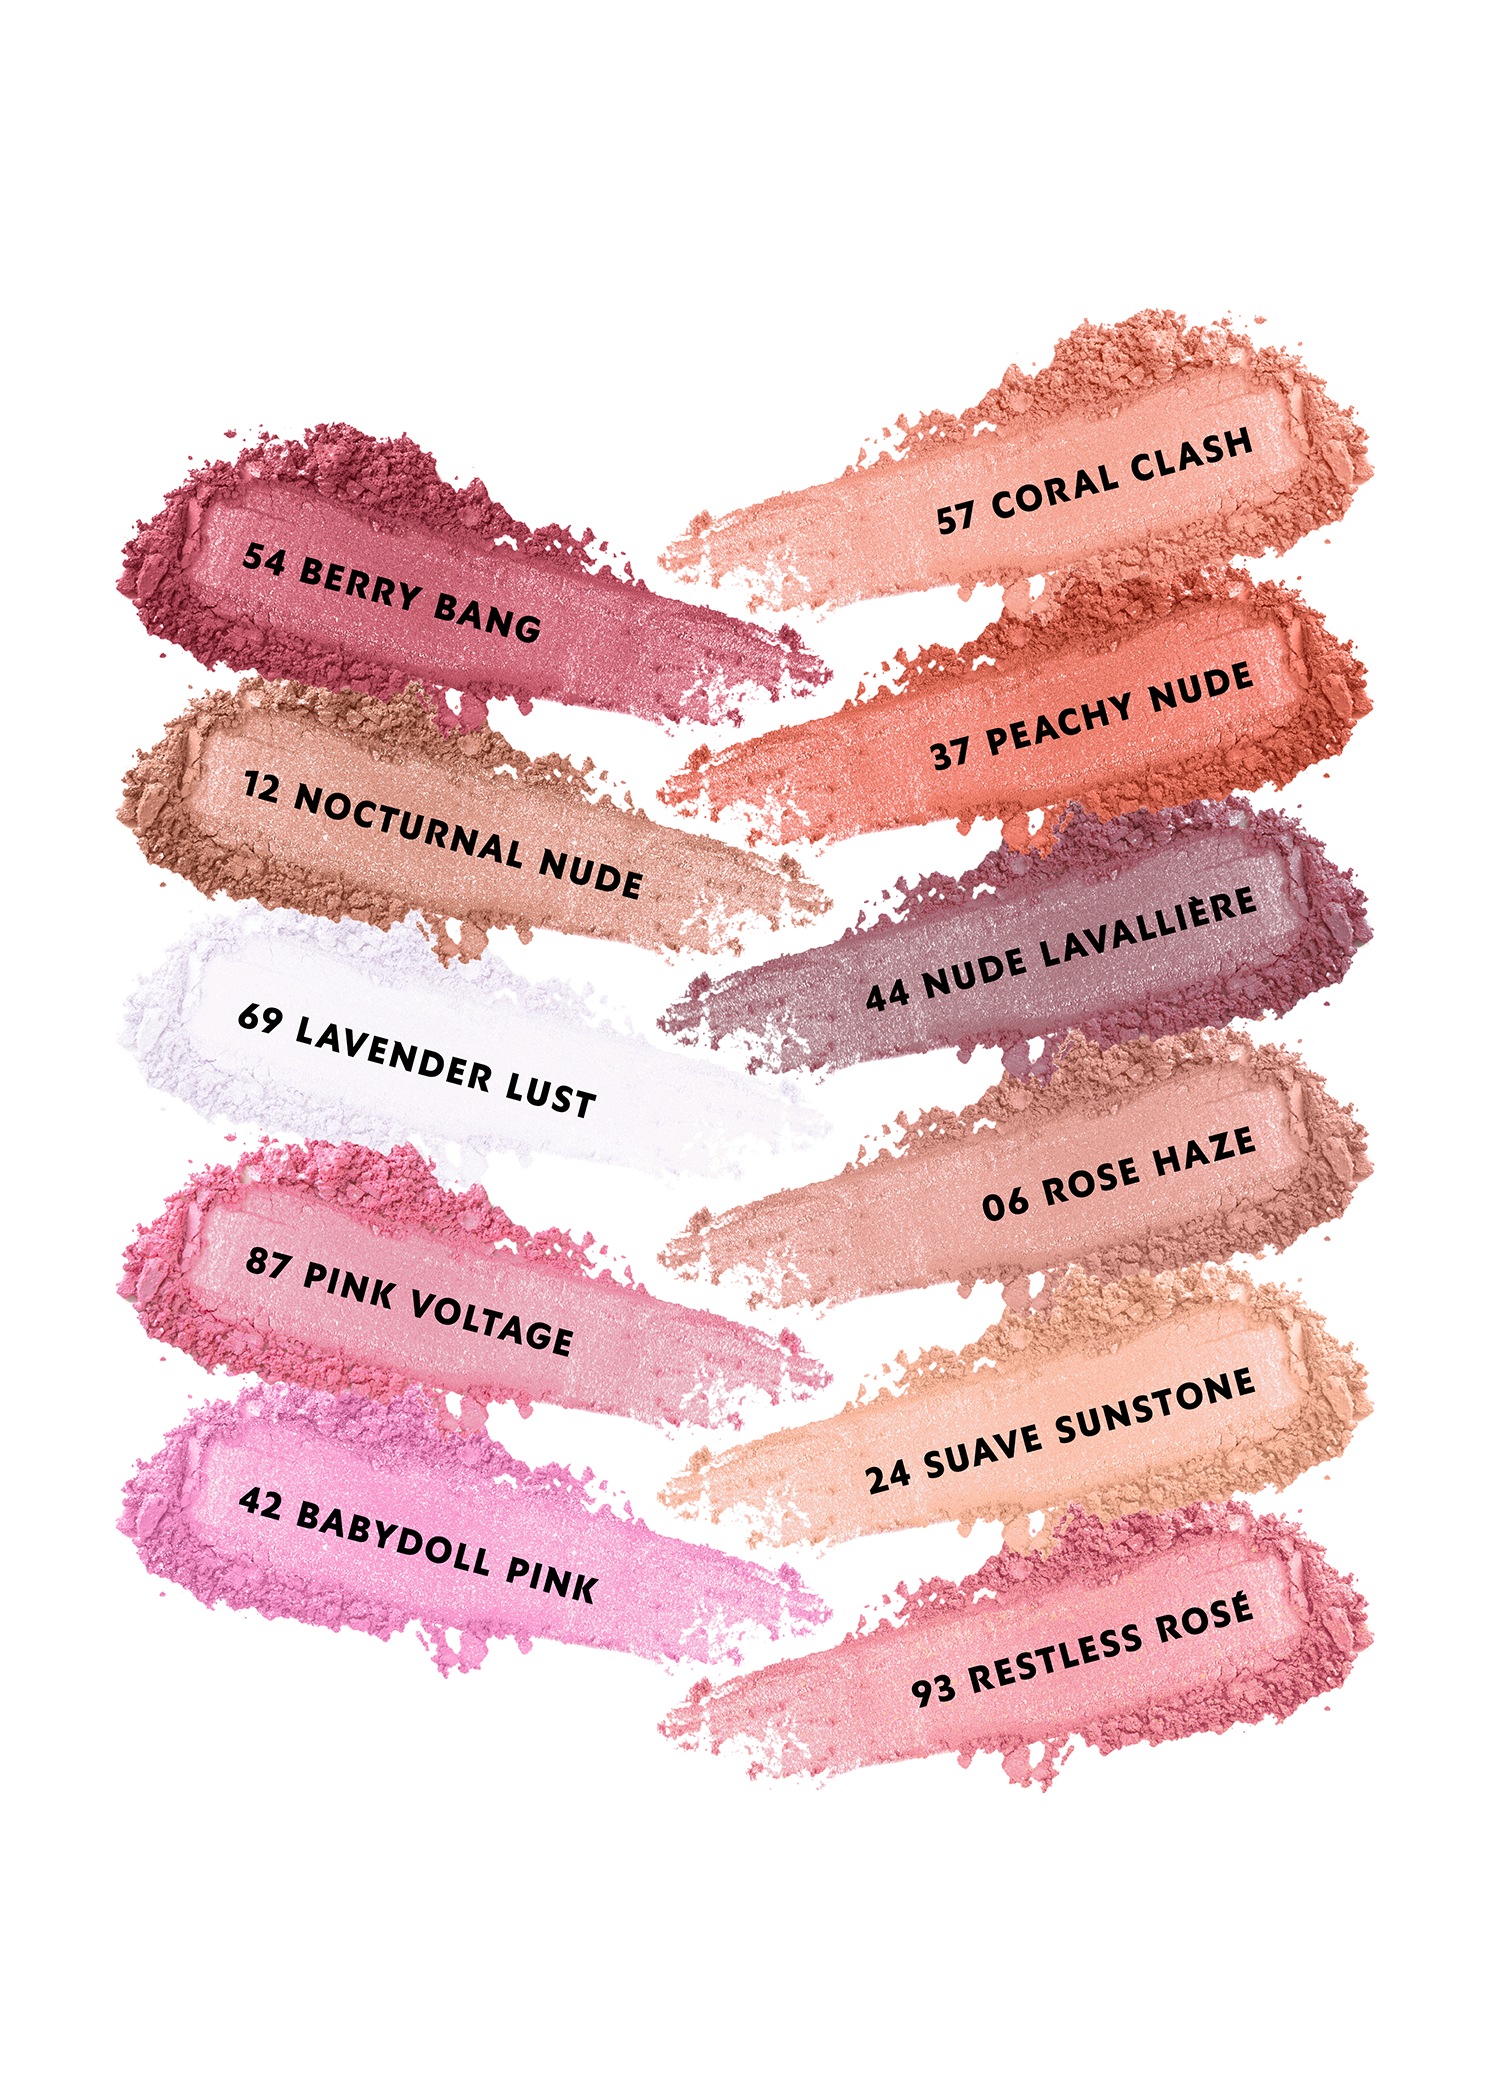 54 BERRY BANG
12 NOCTURNAL NUDE
69 LAVENDER LUST
87 PINK VOLTAGE
42 BABYDOLL PINK
57 CORAL CLASH
37 PEACHY NUDE
44 NUDE LAVALLIÈRE
06 ROSE HAZE
24 SUAVE SUNSTONE
93 RESTLESS ROSÉ